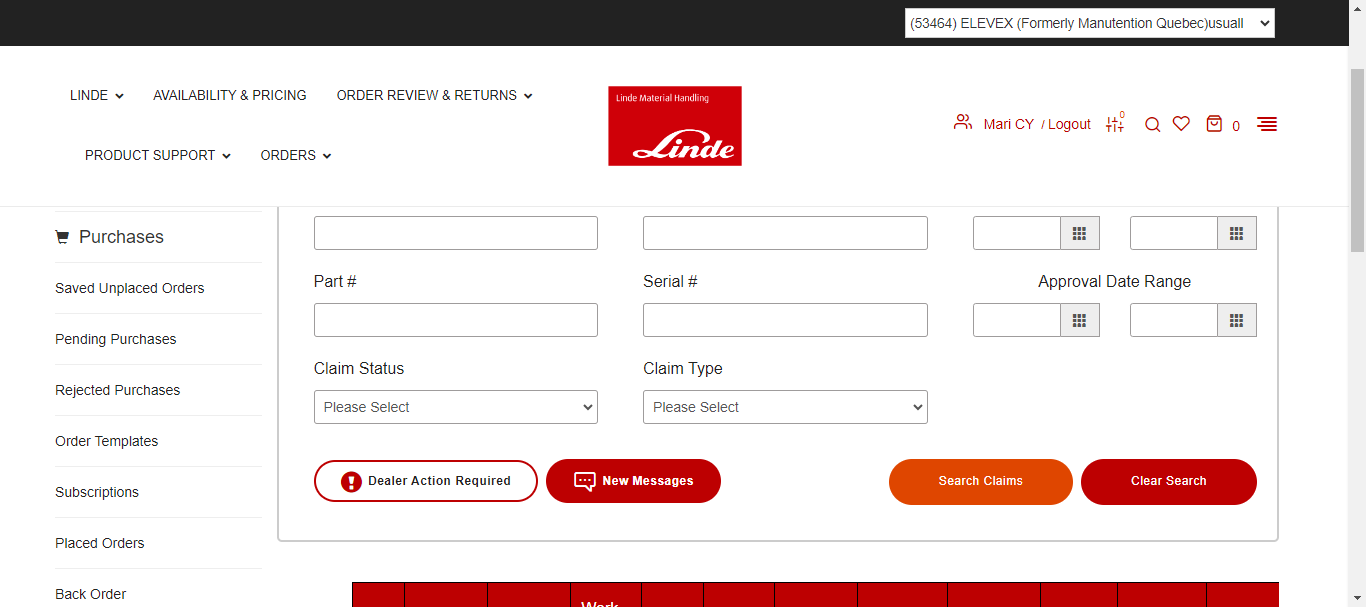 (53464) ELEVEX (Formerly Manutention Quebec)usuall
LINDE
AVAILABILITY & PRICING
ORDER REVIEW & RETURNS
PRODUCT SUPPORT
ORDERS
Linde Material Handling
Linde
Mari CY / Logout
0
0
Purchases
Saved Unplaced Orders
Pending Purchases
Rejected Purchases
Order Templates
Subscriptions
Placed Orders
Back Order
Part #
Serial #
Approval Date Range
Claim Status
Claim Type
Please Select
Please Select
Dealer Action Required
New Messages
Search Claims
Clear Search
Work